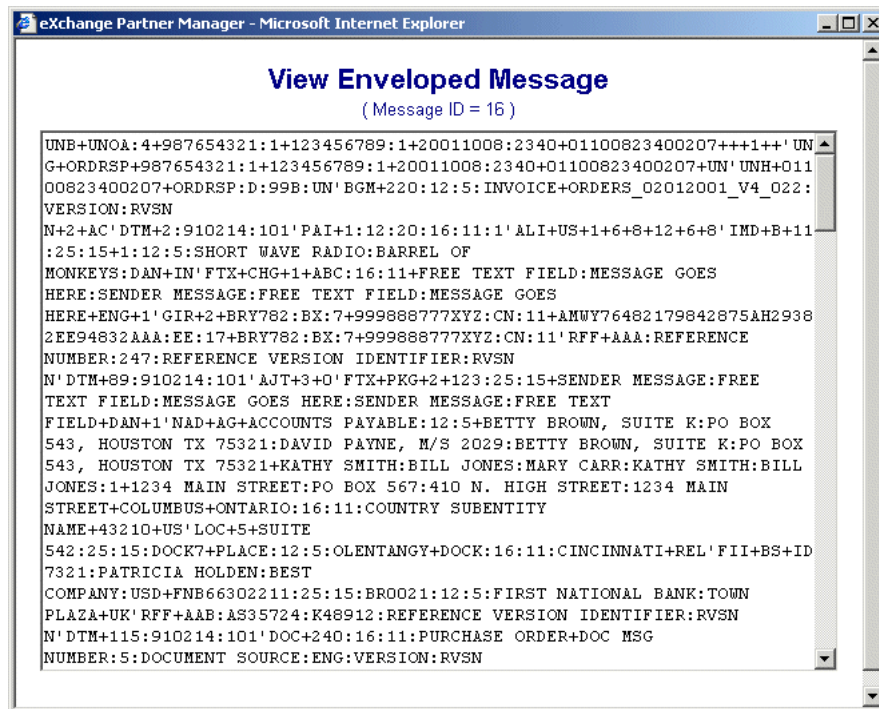 eXchange Partner Manager - Microsoft Internet Explorer
View Enveloped Message
( Message ID = 16 )
UNB+UNOA:4+987654321:1+123456789:1+20011008:2340+01100823400207+++1++'UN
G+ORDRSP+987654321:1+123456789:1+20011008:2340+01100823400207+UN'UNH+011
00823400207+ORDRSP:D:99B:UN'BGM+220:12:5:INVOICE+ORDERS_02012001_V4_022:
VERSION:RVSN
N+2+AC'DTM+2:910214:101'PAI+1:12:20:16:11:1'ALI+US+1+6+8+12+6+8'IMD+B+11
:25:15+1:12:5:SHORT WAVE RADIO:BARREL OF
MONKEYS:DAN+IN'FTX+CHG+1+ABC:16:11+FREE TEXT FIELD:MESSAGE GOES
HERE:SENDER MESSAGE:FREE TEXT FIELD:MESSAGE GOES
HERE+ENG+1'GIR+2+BRY782:BX:7+999888777XYZ:CN:11+AMWY76482179842875AH2938
2EE94832AAA:EE:17+BRY782:BX:7+999888777XYZ:CN:11'RFF+AAA:REFERENCE
NUMBER:247:REFERENCE VERSION IDENTIFIER:RVSN
N'DTM+89:910214:101'AJT+3+0'FTX+PKG+2+123:25:15+SENDER MESSAGE:FREE
TEXT FIELD:MESSAGE GOES HERE:SENDER MESSAGE:FREE TEXT
FIELD+DAN+1'NAD+AG+ACCOUNTS PAYABLE:12:5+BETTY BROWN, SUITE K:PO BOX
543, HOUSTON TX 75321:DAVID PAYNE, M/S 2029:BETTY BROWN, SUITE K:PO BOX
543, HOUSTON TX 75321+KATHY SMITH:BILL JONES:MARY CARR:KATHY SMITH:BILL
JONES:1+1234 MAIN STREET:PO BOX 567:410 N. HIGH STREET:1234 MAIN
STREET+COLUMBUS+ONTARIO:16:11:COUNTRY SUBENTITY
NAME+43210+US'LOC+5+SUITE
542:25:15:DOCK7+PLACE:12:5:OLENTANGY+DOCK:16:11:CINCINNATI+REL'FII+BS+ID
7321:PATRICIA HOLDEN:BEST
COMPANY:USD+FNB66302211:25:15:BR0021:12:5:FIRST NATIONAL BANK:TOWN
PLAZA+UK'RFF+AAB:AS35724:K48912:REFERENCE VERSION IDENTIFIER:RVSN
N'DTM+115:910214:101'DOC+240:16:11:PURCHASE ORDER+DOC MSG
NUMBER:5:DOCUMENT SOURCE:ENG:VERSION:RVSN